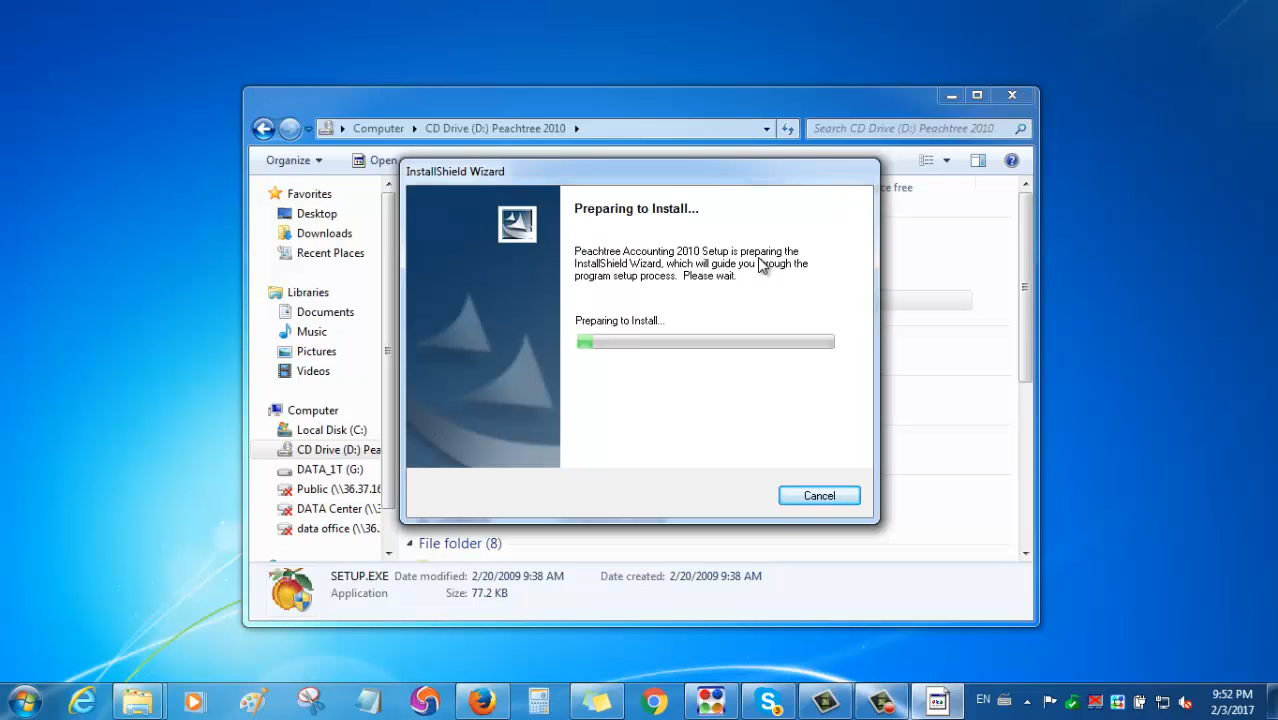 Computer ▸ CD Drive (D:) Peachtree 2010 ▸
Search CD Drive (D:) Peachtree 2010
Organize
Open
ce free
Favorites
Desktop
Downloads
Recent Places
Libraries
Documents
Music
Pictures
Videos
Computer
Local Disk (C:)
CD Drive (D:) Pea
DATA_1T (G:)
Public (\\36.37.16
DATA Center (\\3
data office (\\36.
InstallShield Wizard
Preparing to Install...
Peachtree Accounting 2010 Setup is preparing the
InstallShield Wizard, which will guide you through the
program setup process. Please wait.
Preparing to Install...
Cancel
File folder (8)
SETUP.EXE Date modified: 2/20/2009 9:38 AM Date created: 2/20/2009 9:38 AM
Application Size: 77.2 KB
EN
9:52 PM
2/3/2017